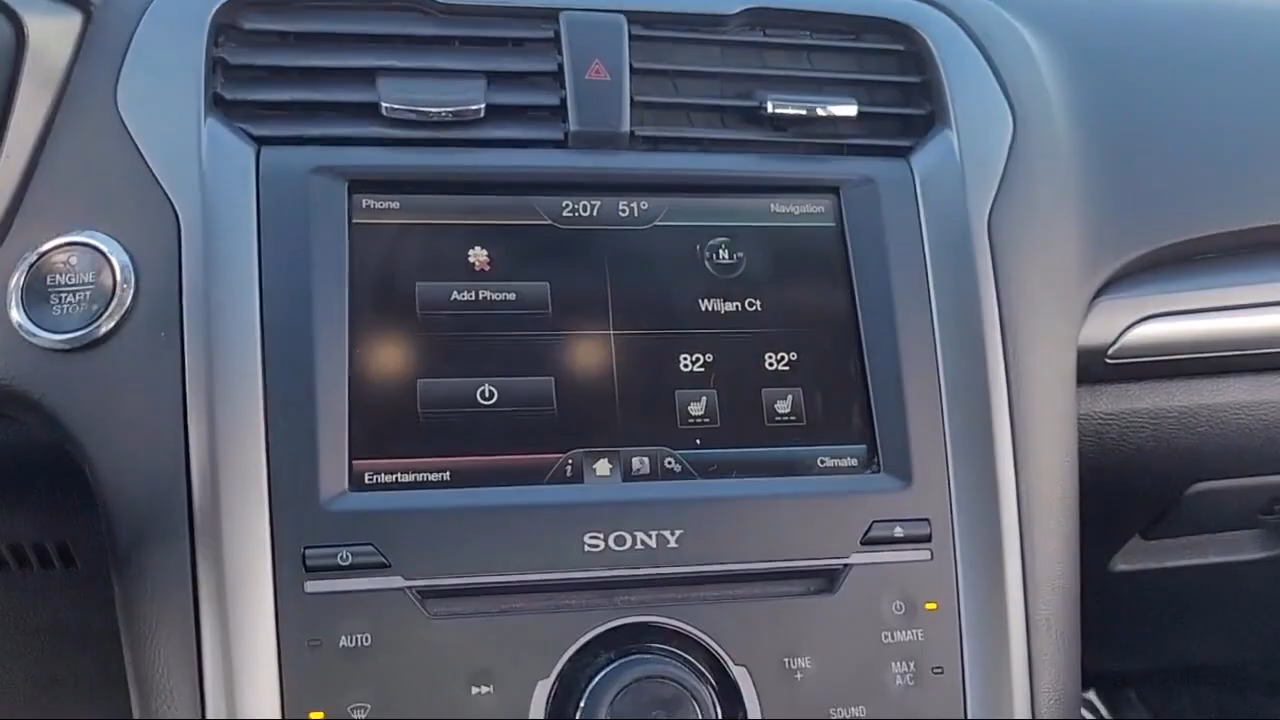 Phone
2:07 51°
Navigation
N
Add Phone
Wiljan Ct
82° 82°
Entertainment
i
Climate
ENGINE
START
STOP
SONY
AUTO
CLIMATE
TUNE
+
MAX
A/C
SOUND